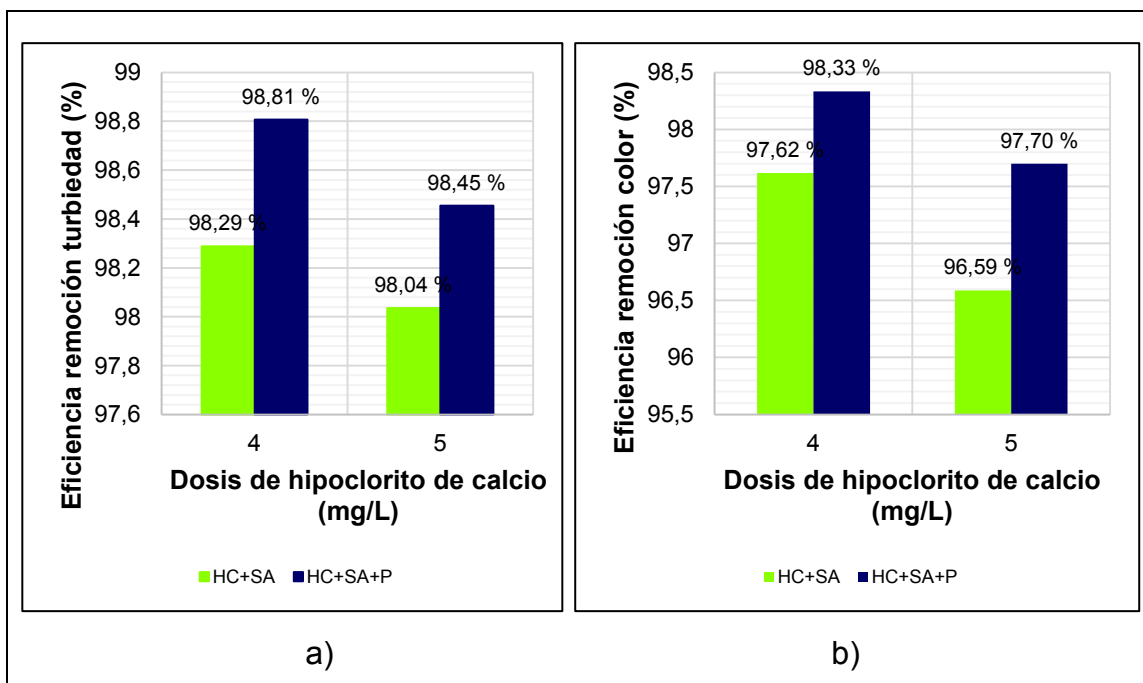 Eficiencia remoción turbiedad (%)
99
98,8
98,6
98,4
98,2
98
97,8
97,6
98,29 %
98,81 %
98,04 %
98,45 %
4
5
Dosis de hipoclorito de calcio
(mg/L)
HC+SA
HC+SA+P
a)
Eficiencia remoción color (%)
98,5
98
97,5
97
96,5
96
95,5
97,62 %
98,33 %
96,59 %
97,70 %
4
5
Dosis de hipoclorito de calcio
(mg/L)
HC+SA
HC+SA+P
b)